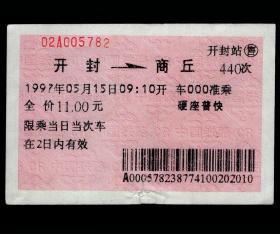 02A005782
开封站 售
开封 → 商丘 440次
1997年05月15日09:10开 车000准乘
全价11.00元 硬座普快
限乘当日当次车
在2日内有效
A000578238774100202010